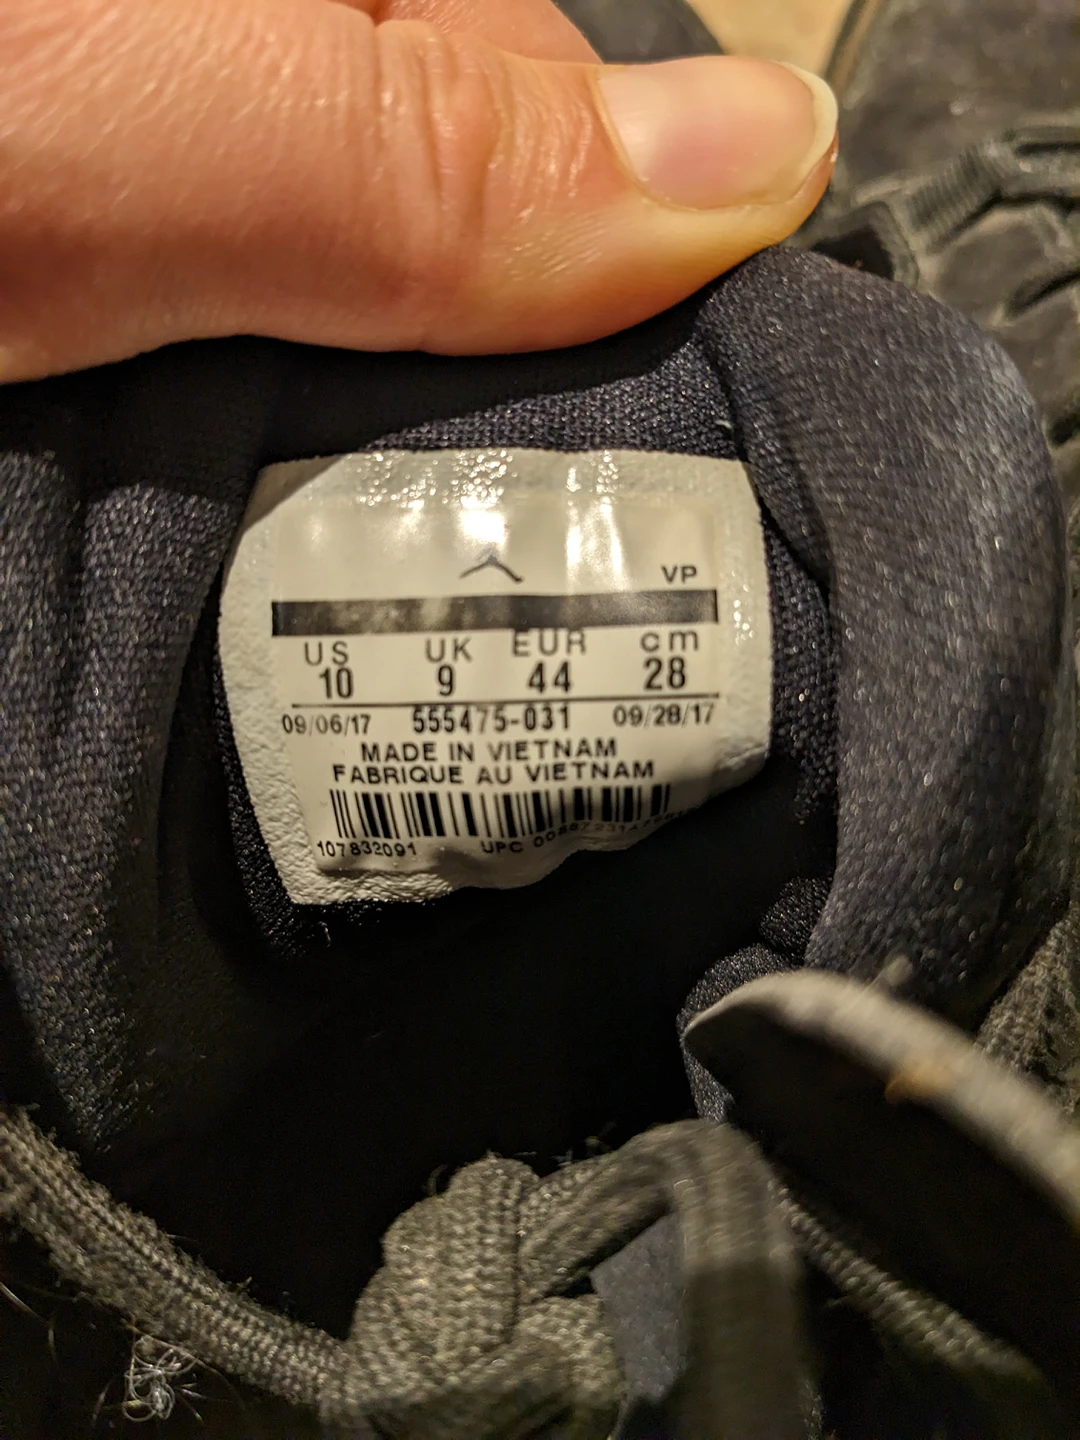 VP
US UK EUR cm
10 9 44 28
09/06/17 555475-031 09/28/17
MADE IN VIETNAM
FABRIQUE AU VIETNAM
107832091 UPC